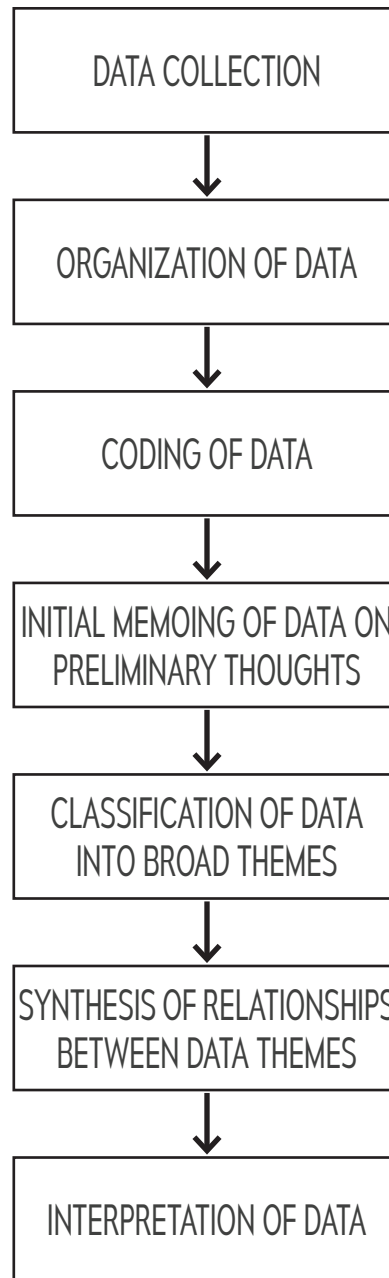 DATA COLLECTION
ORGANIZATION OF DATA
CODING OF DATA
INITIAL MEMOING OF DATA ON
PRELIMINARY THOUGHTS
CLASSIFICATION OF DATA
INTO BROAD THEMES
SYNTHESIS OF RELATIONSHIPS
BETWEEN DATA THEMES
INTERPRETATION OF DATA